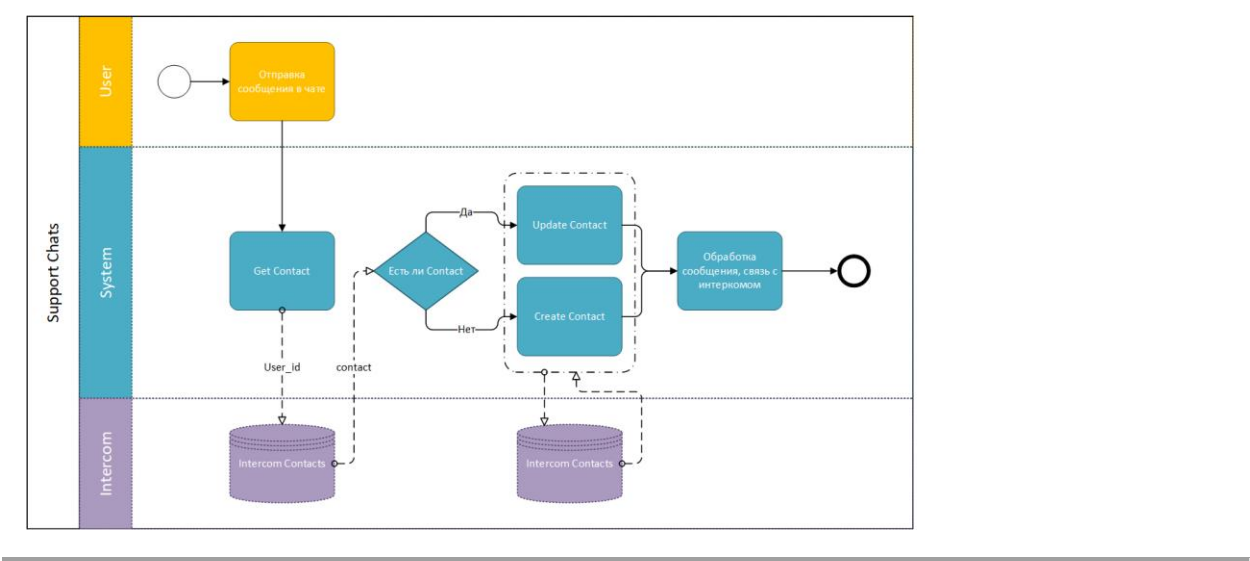 Support Chats
User
Отправка
сообщения в чате
System
Get Contact
Есть ли Contact
Да
Нет
Update Contact
Create Contact
Обработка
сообщения, связь с
интеркомом
User_id
contact
Intercom
Intercom Contacts
Intercom Contacts